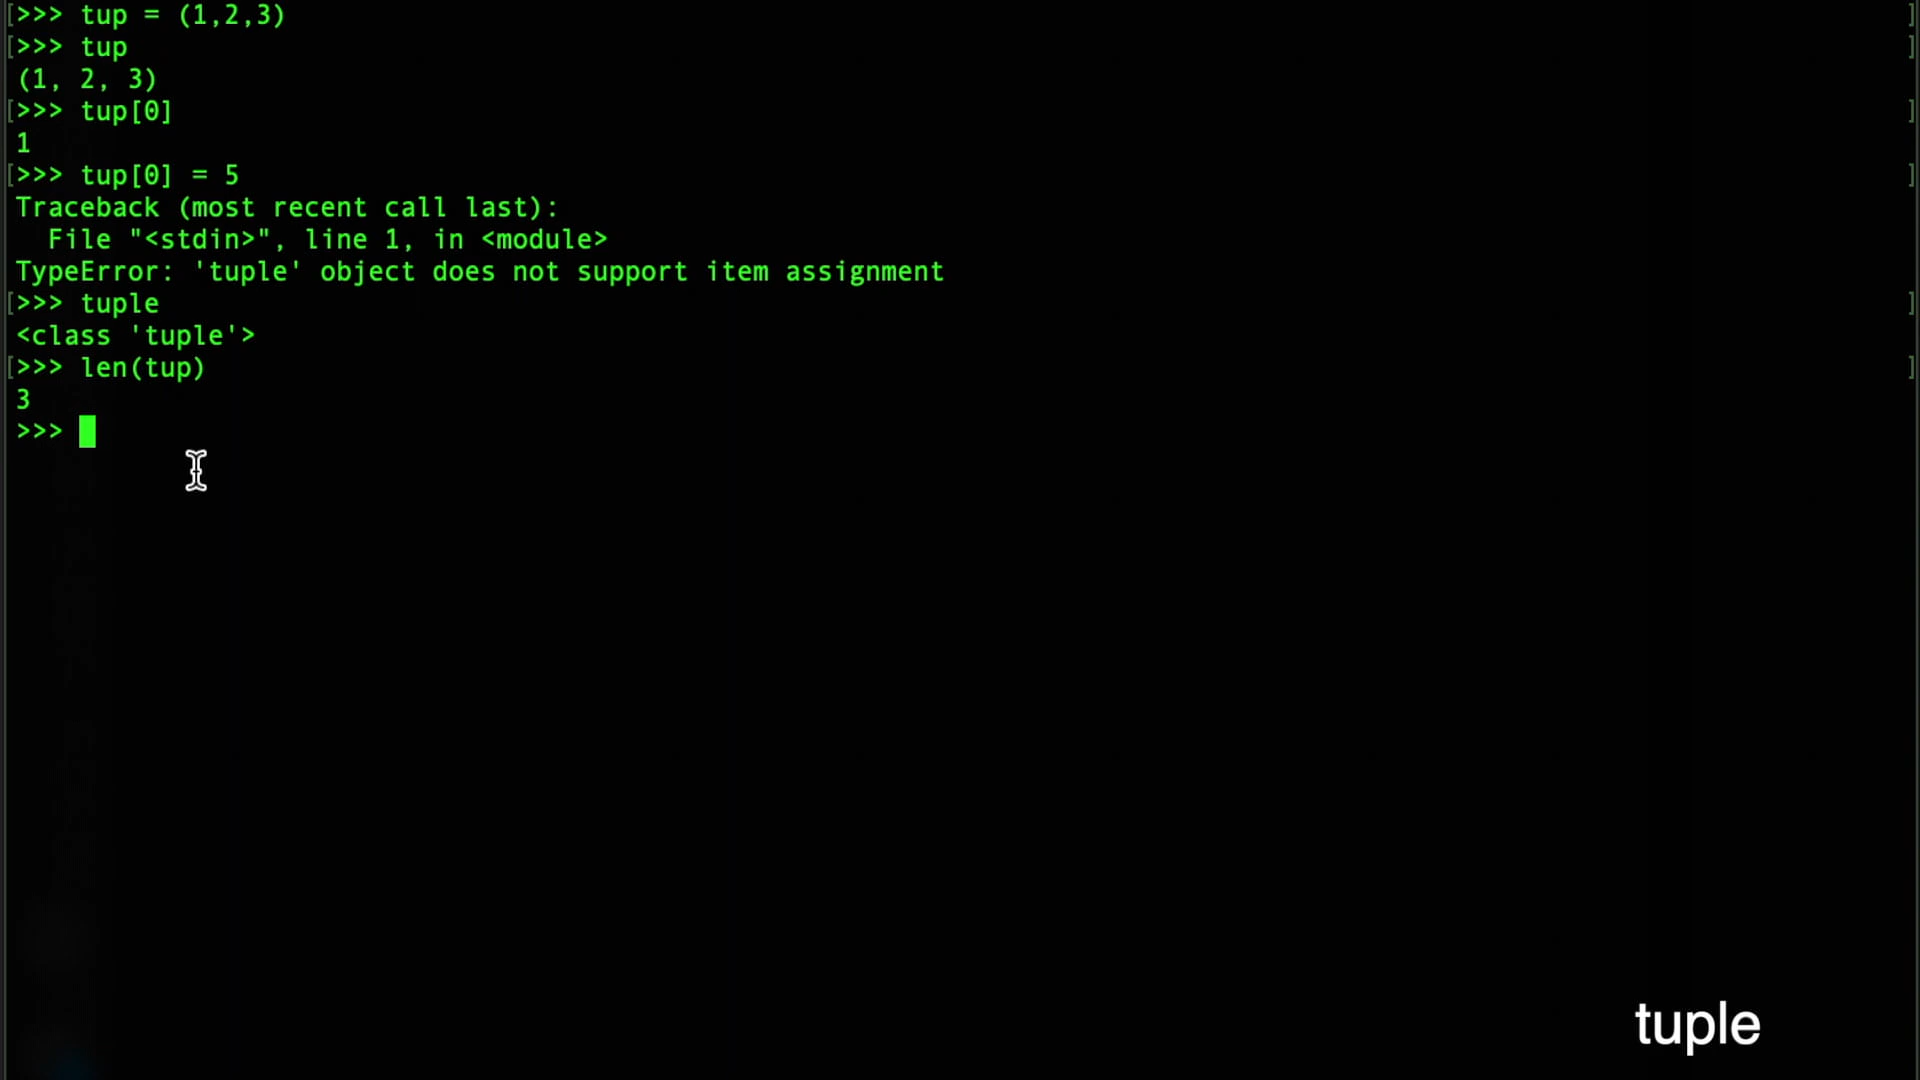 [>>> tup = (1,2,3) ]
[>>> tup ]
(1, 2, 3)
[>>> tup[0] ]
1
[>>> tup[0] = 5 ]
Traceback (most recent call last):
  File "<stdin>", line 1, in <module>
TypeError: 'tuple' object does not support item assignment
[>>> tuple ]
<class 'tuple'>
[>>> len(tup) ]
3
>>>
tuple